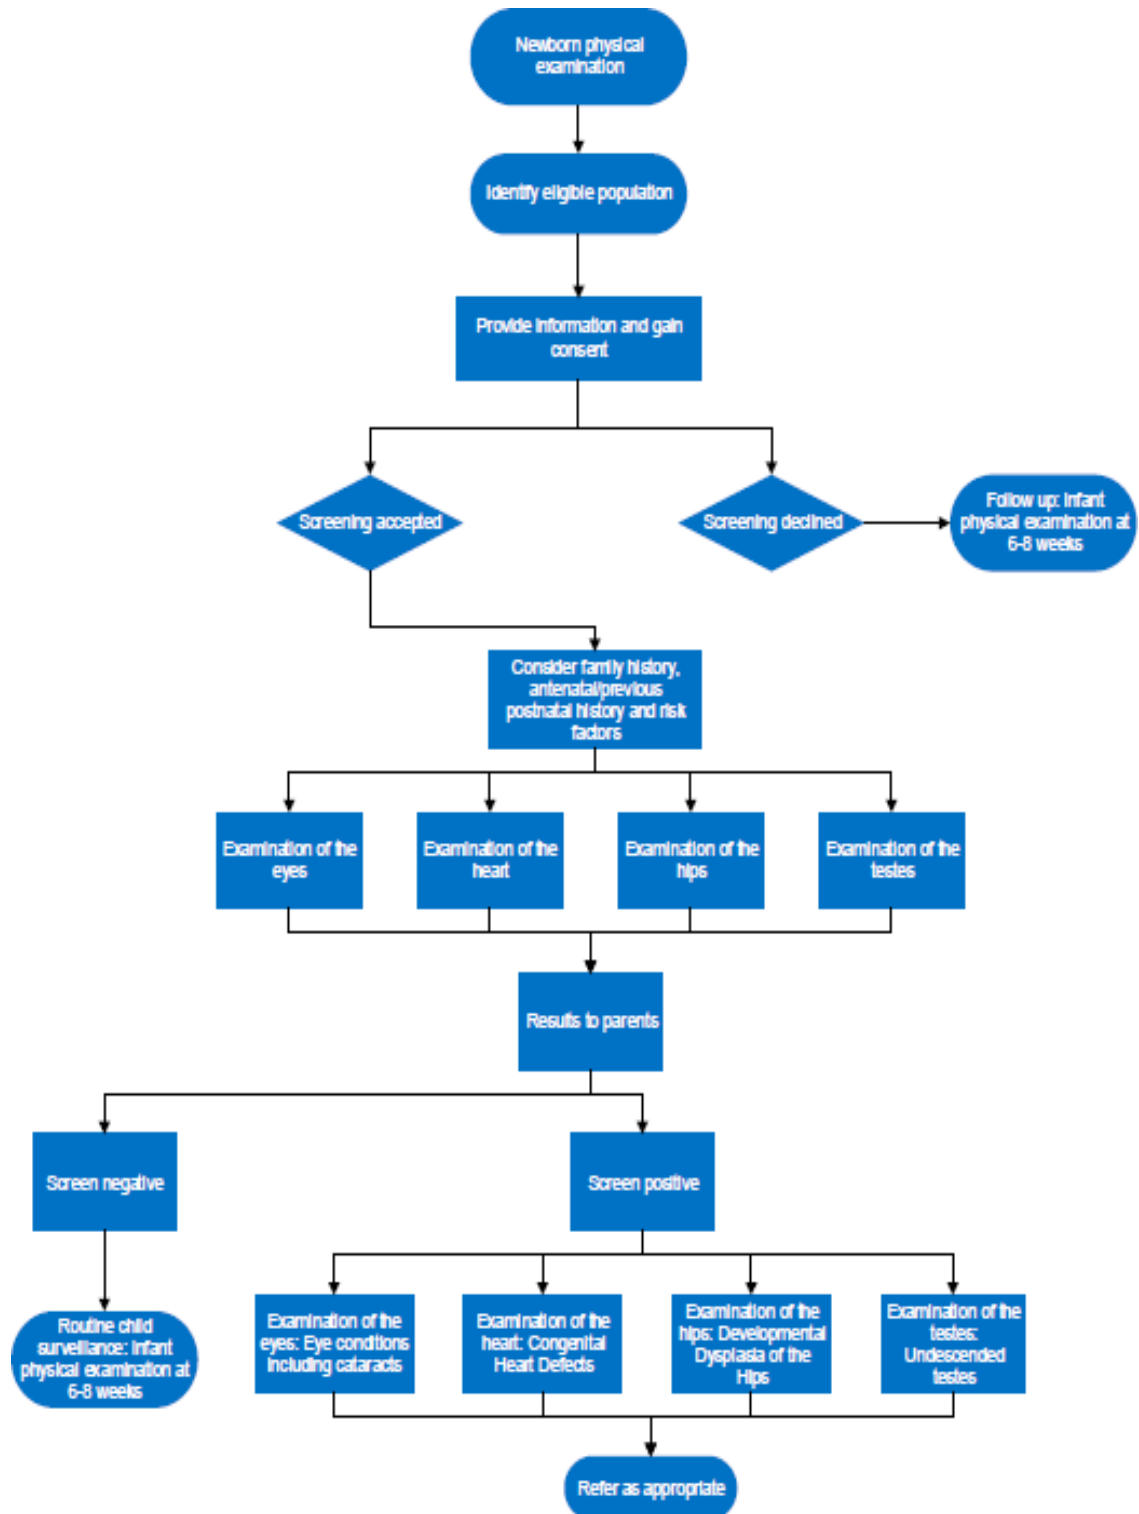 Newborn physical
examination
Identify eligible population
Provide information and gain
consent
Screening accepted
Screening declined
Follow up: Infant
physical examination at
6-8 weeks
Consider family history,
antenatal/previous
postnatal history and risk
factors
Examination of the
eyes
Examination of the
heart
Examination of the
hips
Examination of the
testes
Results to parents
Screen negative
Screen positive
Routine child
surveillance: Infant
physical examination at
6-8 weeks
Examination of the
eyes: Eye conditions
including cataracts
Examination of the
heart: Congenital
Heart Defects
Examination of the
hips: Developmental
Dysplasia of the
Hips
Examination of the
testes:
Undescended
testes
Refer as appropriate